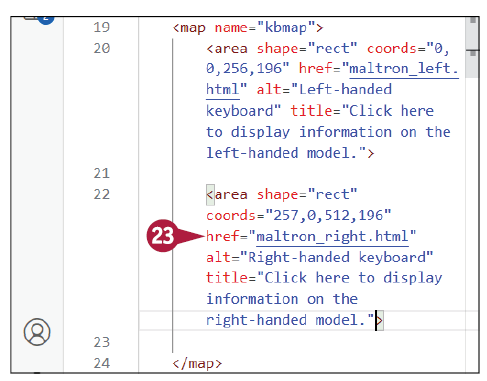 2
19 <map name="kbmap">
20 <area shape="rect" coords="0,
0,256,196" href="maltron_left.
html" alt="Left-handed
keyboard" title="Click here
to display information on the
left-handed model.">
21
22 <area shape="rect"
coords="257,0,512,196"
23 href="maltron_right.html"
alt="Right-handed keyboard"
title="Click here to display
information on the
right-handed model.">
23
24 </map>